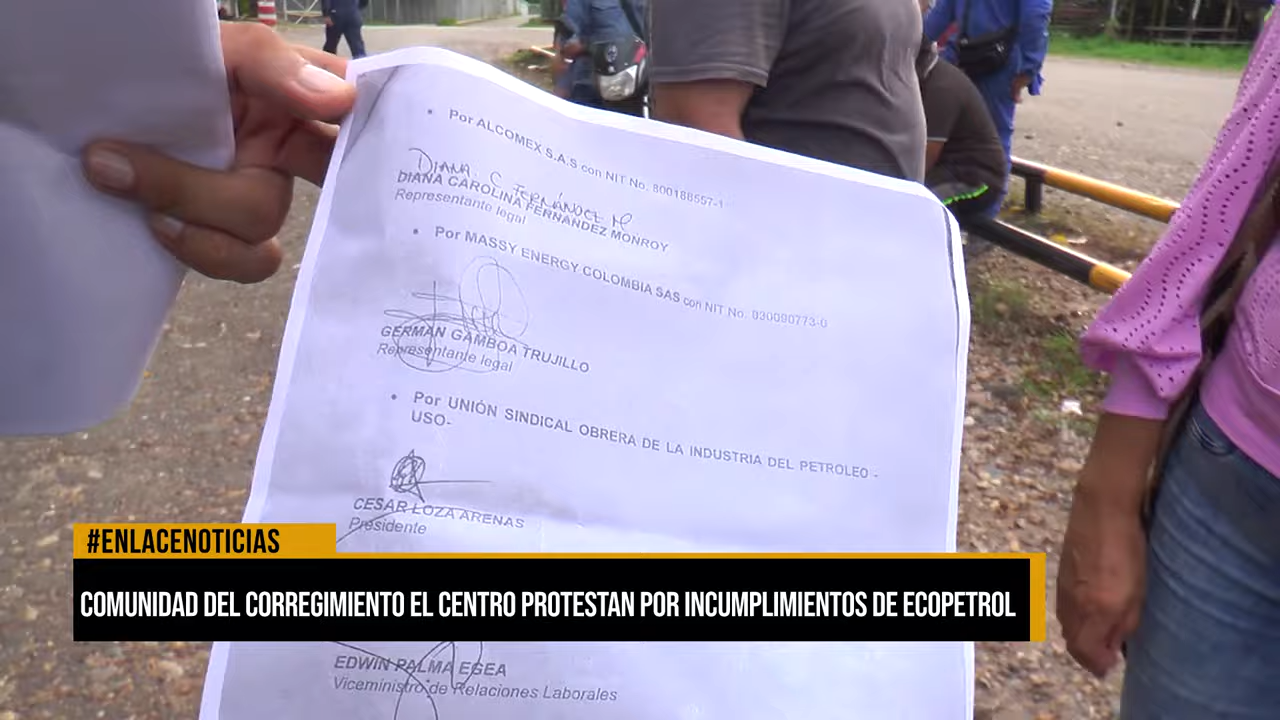 • Por ALCOMEX S.A.S con NIT No. 800188557-1
DIANA C FERNÁNDEZ M.
DIANA CAROLINA FERNANDEZ MONROY
Representante legal
• Por MASSY ENERGY COLOMBIA SAS con NIT No. 830090773-0
GERMAN GAMBOA TRUJILLO
Representante legal
• Por UNIÓN SINDICAL OBRERA DE LA INDUSTRIA DEL PETROLEO -
USO-
CESAR LOZA ARENAS
Presidente
#ENLACENOTICIAS
COMUNIDAD DEL CORREGIMIENTO EL CENTRO PROTESTAN POR INCUMPLIMIENTOS DE ECOPETROL
EDWIN PALMA EGEA
Viceministro de Relaciones Laborales